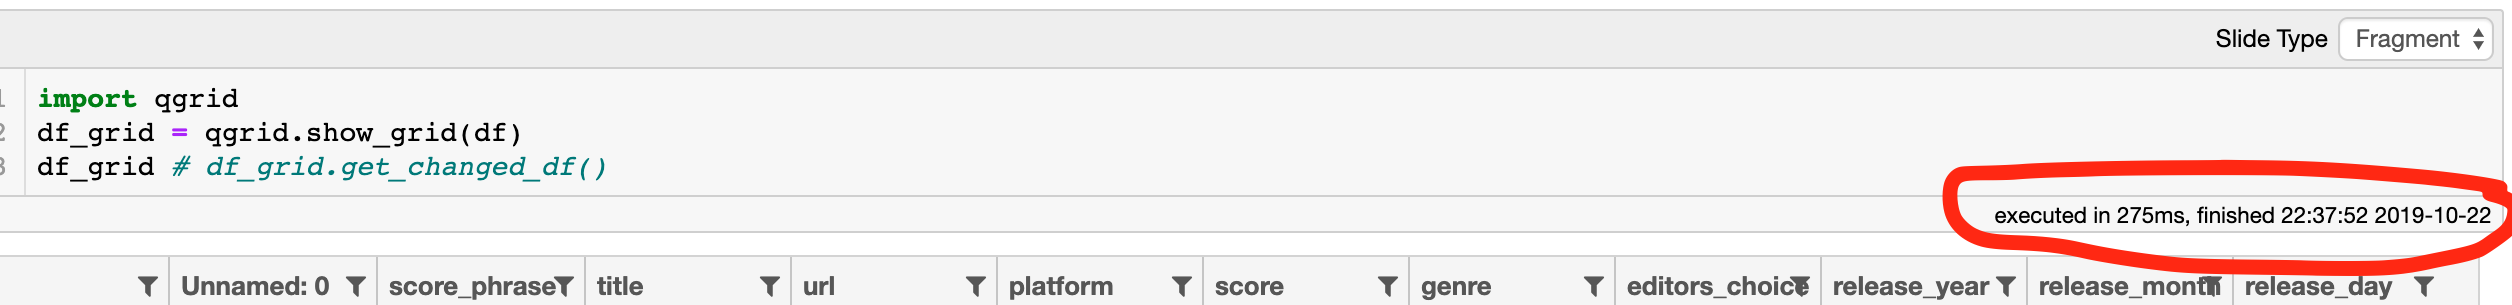 Slide Type Fragment
1 import qgrid
2 df_grid = qgrid.show_grid(df)
3 df_grid # df_grid.get_changed_df()
executed in 275ms, finished 22:37:52 2019-10-22
Unnamed: 0 score_phrase title url platform score genre editors_choice release_year release_month release_day